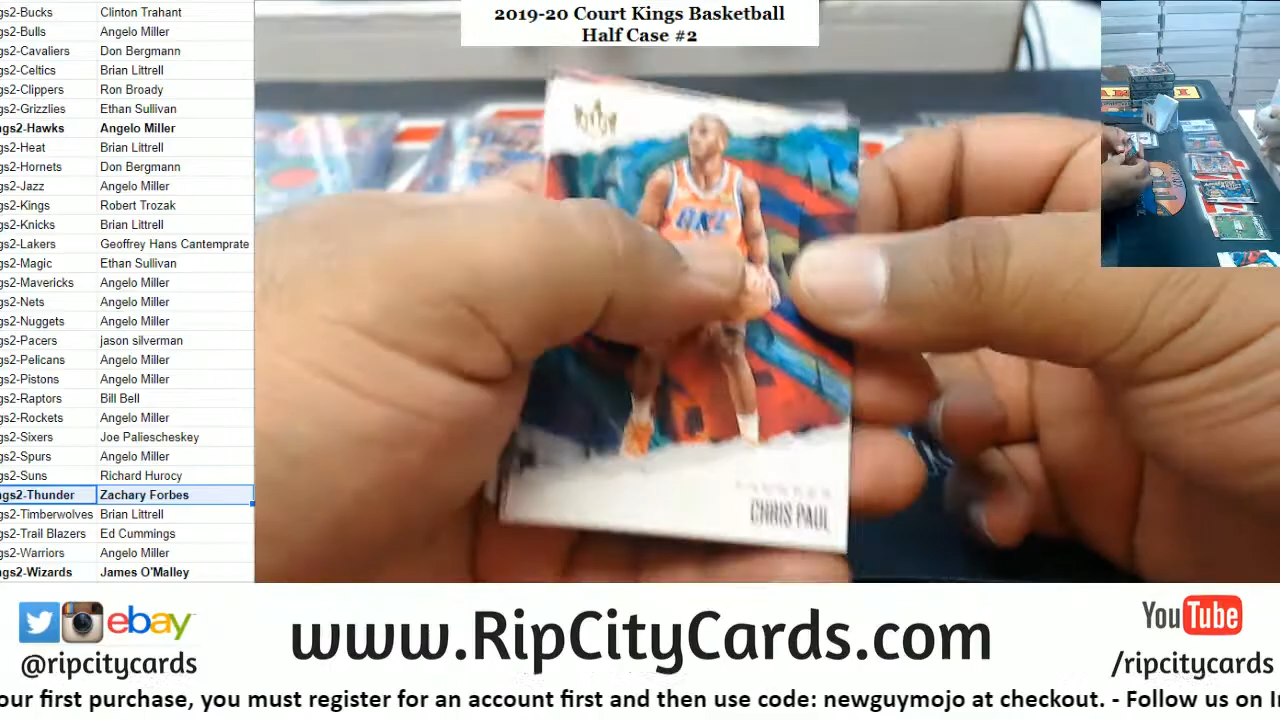 2019-20 Court Kings Basketball
Half Case #2
gs2-Bucks Clinton Trahant
gs2-Bulls Angelo Miller
gs2-Cavaliers Don Bergmann
gs2-Celtics Brian Littrell
gs2-Clippers Ron Broady
gs2-Grizzlies Ethan Sullivan
ngs2-Hawks Angelo Miller
gs2-Heat Brian Littrell
gs2-Hornets Don Bergmann
gs2-Jazz Angelo Miller
gs2-Kings Robert Trozak
gs2-Knicks Brian Littrell
gs2-Lakers Geoffrey Hans Cantemprate
gs2-Magic Ethan Sullivan
gs2-Mavericks Angelo Miller
gs2-Nets Angelo Miller
gs2-Nuggets Angelo Miller
gs2-Pacers jason silverman
gs2-Pelicans Angelo Miller
gs2-Pistons Angelo Miller
gs2-Raptors Bill Bell
gs2-Rockets Angelo Miller
gs2-Sixers Joe Paliescheskey
gs2-Spurs Angelo Miller
gs2-Suns Richard Hurocy
ngs2-Thunder Zachary Forbes
gs2-Timberwolves Brian Littrell
gs2-Trail Blazers Ed Cummings
gs2-Warriors Angelo Miller
ngs2-Wizards James O'Malley
OKC
CHRIS PAUL
ebay
@ripcitycards
www.RipCityCards.com
YouTube
/ripcitycards
our first purchase, you must register for an account first and then use code: newguymojo at checkout. - Follow us on I